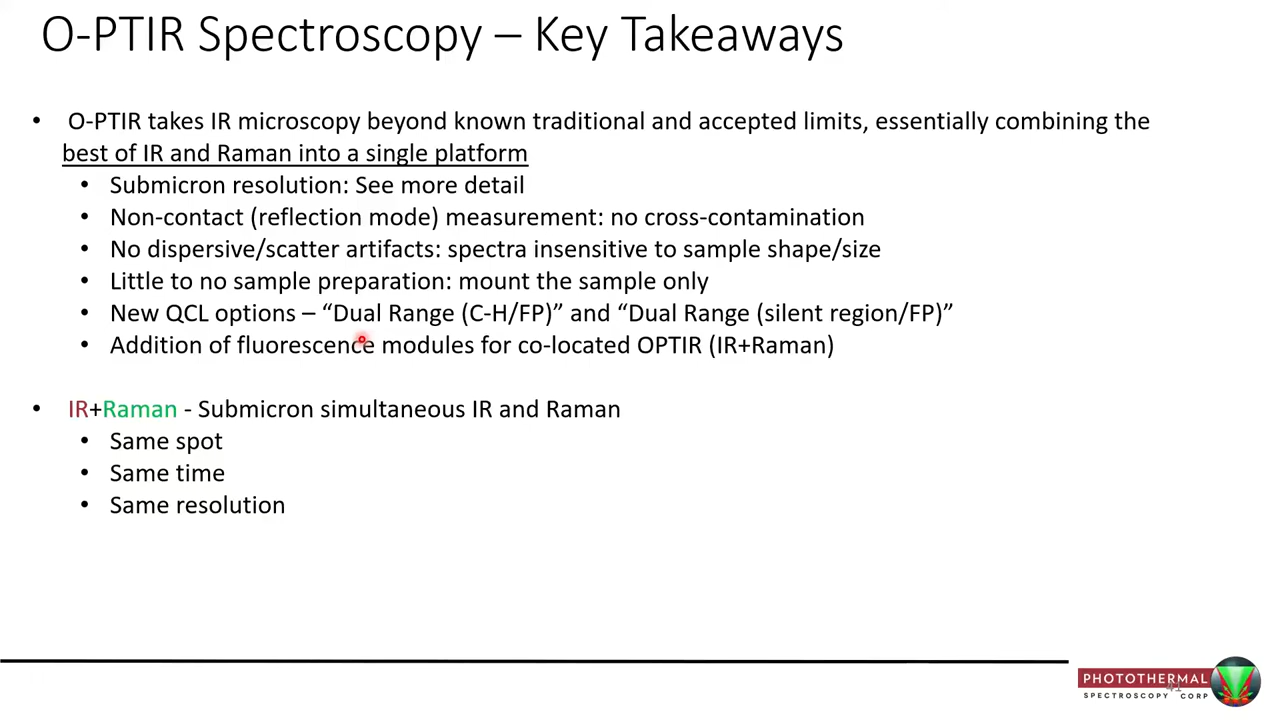 O-PTIR Spectroscopy – Key Takeaways
• O-PTIR takes IR microscopy beyond known traditional and accepted limits, essentially combining the
best of IR and Raman into a single platform
• Submicron resolution: See more detail
• Non-contact (reflection mode) measurement: no cross-contamination
• No dispersive/scatter artifacts: spectra insensitive to sample shape/size
• Little to no sample preparation: mount the sample only
• New QCL options – “Dual Range (C-H/FP)” and “Dual Range (silent region/FP)”
• Addition of fluorescence modules for co-located OPTIR (IR+Raman)
• IR+Raman - Submicron simultaneous IR and Raman
• Same spot
• Same time
• Same resolution
PHOTOTHERMAL
SPECTROSCOPY CORP
41